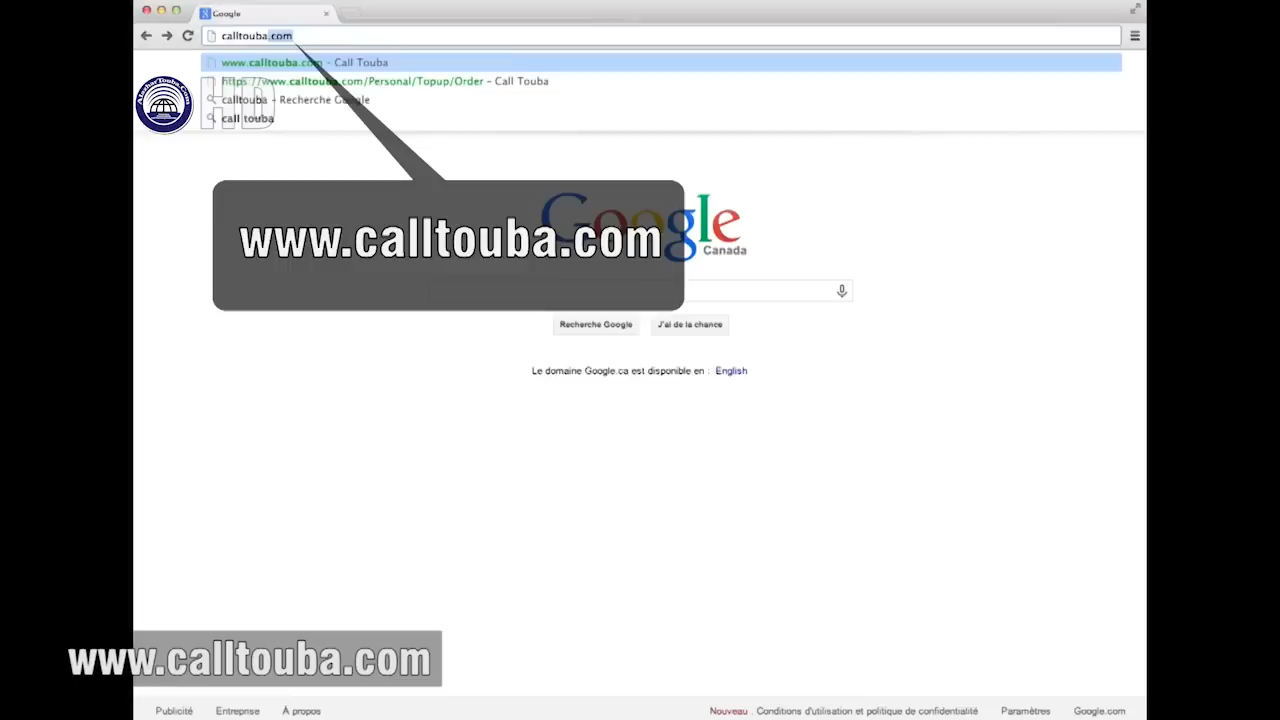 Google
calltouba.com
www.calltouba.com - Call Touba
https://www.calltouba.com/Personal/Topup/Order - Call Touba
calltouba - Recherche Google
call touba
HD
www.calltouba.com
Google
Canada
Recherche Google
J'ai de la chance
Le domaine Google.ca est disponible en : English
www.calltouba.com
Publicité
Entreprise
À propos
Nouveau . Conditions d'utilisation et politique de confidentialité
Paramètres
Google.com